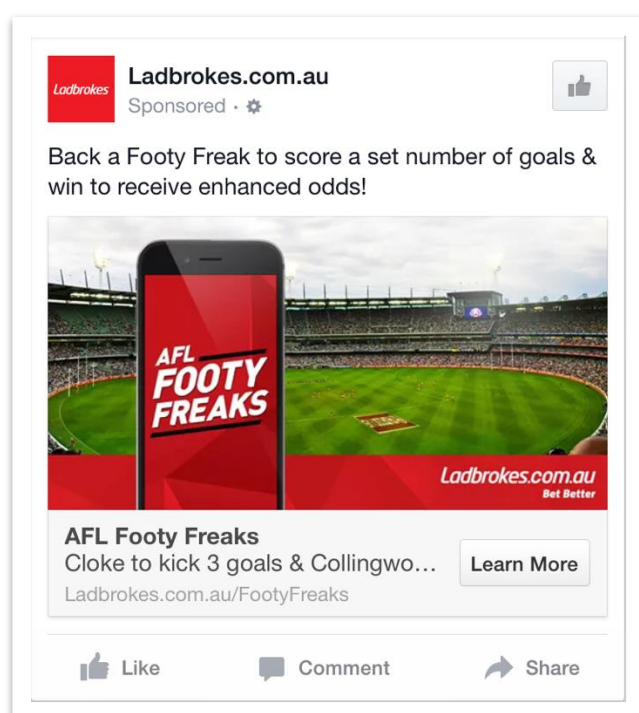 Ladbrokes
Ladbrokes.com.au
Sponsored ·
Back a Footy Freak to score a set number of goals &
win to receive enhanced odds!
AFL
FOOTY
FREAKS
Ladbrokes.com.au
Bet Better
AFL Footy Freaks
Cloke to kick 3 goals & Collingwo...
Learn More
Ladbrokes.com.au/FootyFreaks
Like
Comment
Share